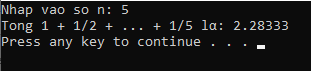 Nhap vao so n: 5
Tong 1 + 1/2 + ... + 1/5 lα: 2.28333
Press any key to continue . . .